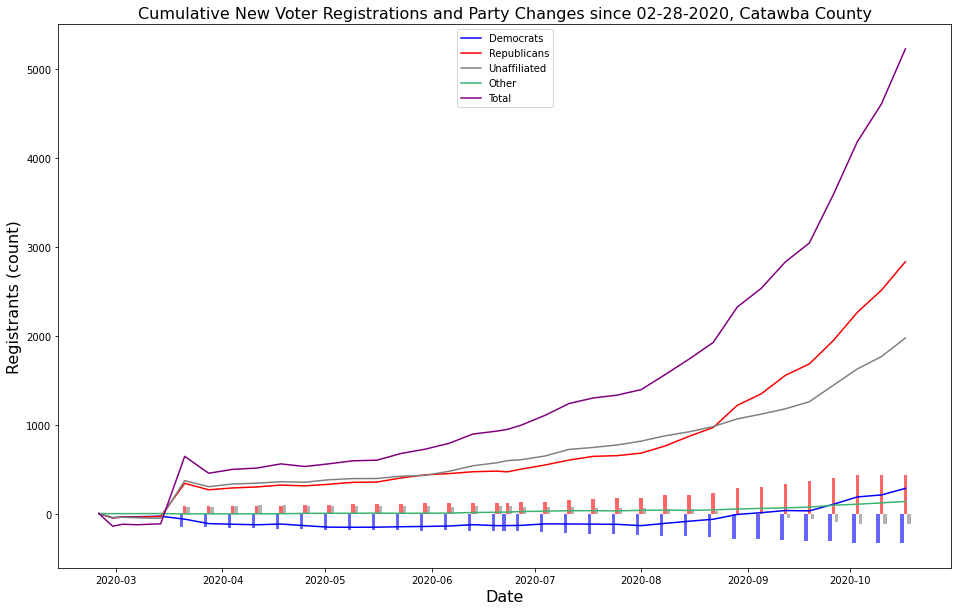 Cumulative New Voter Registrations and Party Changes since 02-28-2020, Catawba County
Democrats
Republicans
Unaffiliated
Other
Total
Registrants (count)
5000
4000
3000
2000
1000
0
2020-03 2020-04 2020-05 2020-06 2020-07 2020-08 2020-09 2020-10
Date